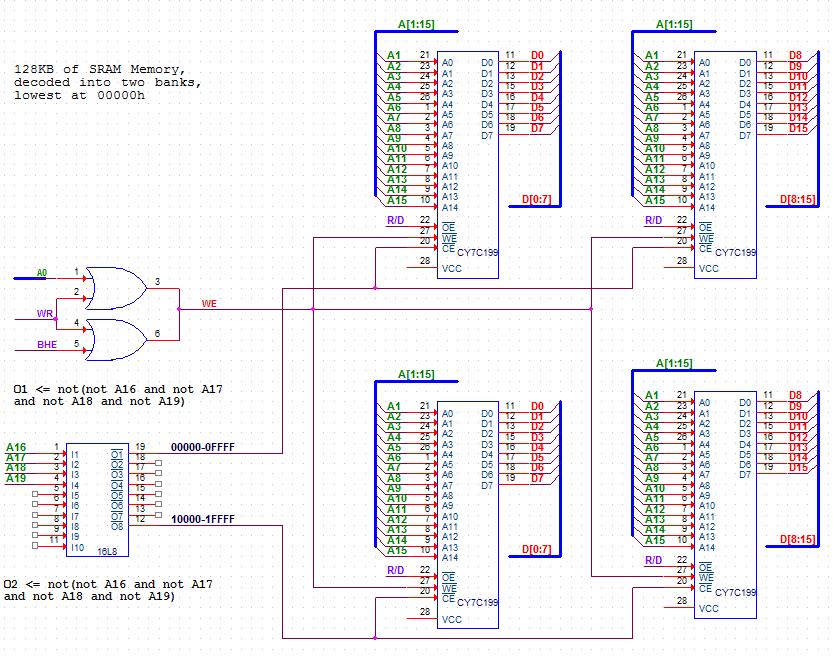 A[1:15]
A[1:15]
128KB of SRAM Memory,
decoded into two banks,
lowest at 00000h
A1 21 A0 D0 11 D0
A2 23 A1 D1 12 D1
A3 24 A2 D2 13 D2
A4 25 A3 D3 15 D3
A5 26 A4 D4 16 D4
A6 1 A5 D5 17 D5
A7 2 A6 D6 18 D6
A8 3 A7 D7 19 D7
A9 4 A8
A10 5 A9
A11 6 A10
A12 7 A11
A13 8 A12
A14 9 A13
A15 10 A14
D[0:7]
R/D 22 OE
27 WE
20 CE
CY7C199
28 VCC
A1 21 A0 D0 11 D8
A2 23 A1 D1 12 D9
A3 24 A2 D2 13 D10
A4 25 A3 D3 15 D11
A5 26 A4 D4 16 D12
A6 1 A5 D5 17 D13
A7 2 A6 D6 18 D14
A8 3 A7 D7 19 D15
A9 4 A8
A10 5 A9
A11 6 A10
A12 7 A11
A13 8 A12
A14 9 A13
A15 10 A14
D[8:15]
R/D 22 OE
27 WE
20 CE
CY7C199
28 VCC
A0 1
2 3
WR
4
BHE 5 6
WE
O1 <= not(not A16 and not A17
and not A18 and not A19)
A16 1 I1 O1 19 00000-0FFFF
A17 2 I2 O2 18
A18 3 I3 O3 17
A19 4 I4 O4 16
5 I5 O5 15
6 I6 O6 14
7 I7 O7 13
8 I8 O8 12 10000-1FFFF
9 I9
11 I10
16L8
O2 <= not(not A16 and not A17
and not A18 and not A19)
A[1:15]
A[1:15]
A1 21 A0 D0 11 D0
A2 23 A1 D1 12 D1
A3 24 A2 D2 13 D2
A4 25 A3 D3 15 D3
A5 26 A4 D4 16 D4
A6 1 A5 D5 17 D5
A7 2 A6 D6 18 D6
A8 3 A7 D7 19 D7
A9 4 A8
A10 5 A9
A11 6 A10
A12 7 A11
A13 8 A12
A14 9 A13
A15 10 A14
D[0:7]
R/D 22 OE
27 WE
20 CE
CY7C199
28 VCC
A1 21 A0 D0 11 D8
A2 23 A1 D1 12 D9
A3 24 A2 D2 13 D10
A4 25 A3 D3 15 D11
A5 26 A4 D4 16 D12
A6 1 A5 D5 17 D13
A7 2 A6 D6 18 D14
A8 3 A7 D7 19 D15
A9 4 A8
A10 5 A9
A11 6 A10
A12 7 A11
A13 8 A12
A14 9 A13
A15 10 A14
D[8:15]
R/D 22 OE
27 WE
20 CE
CY7C199
28 VCC